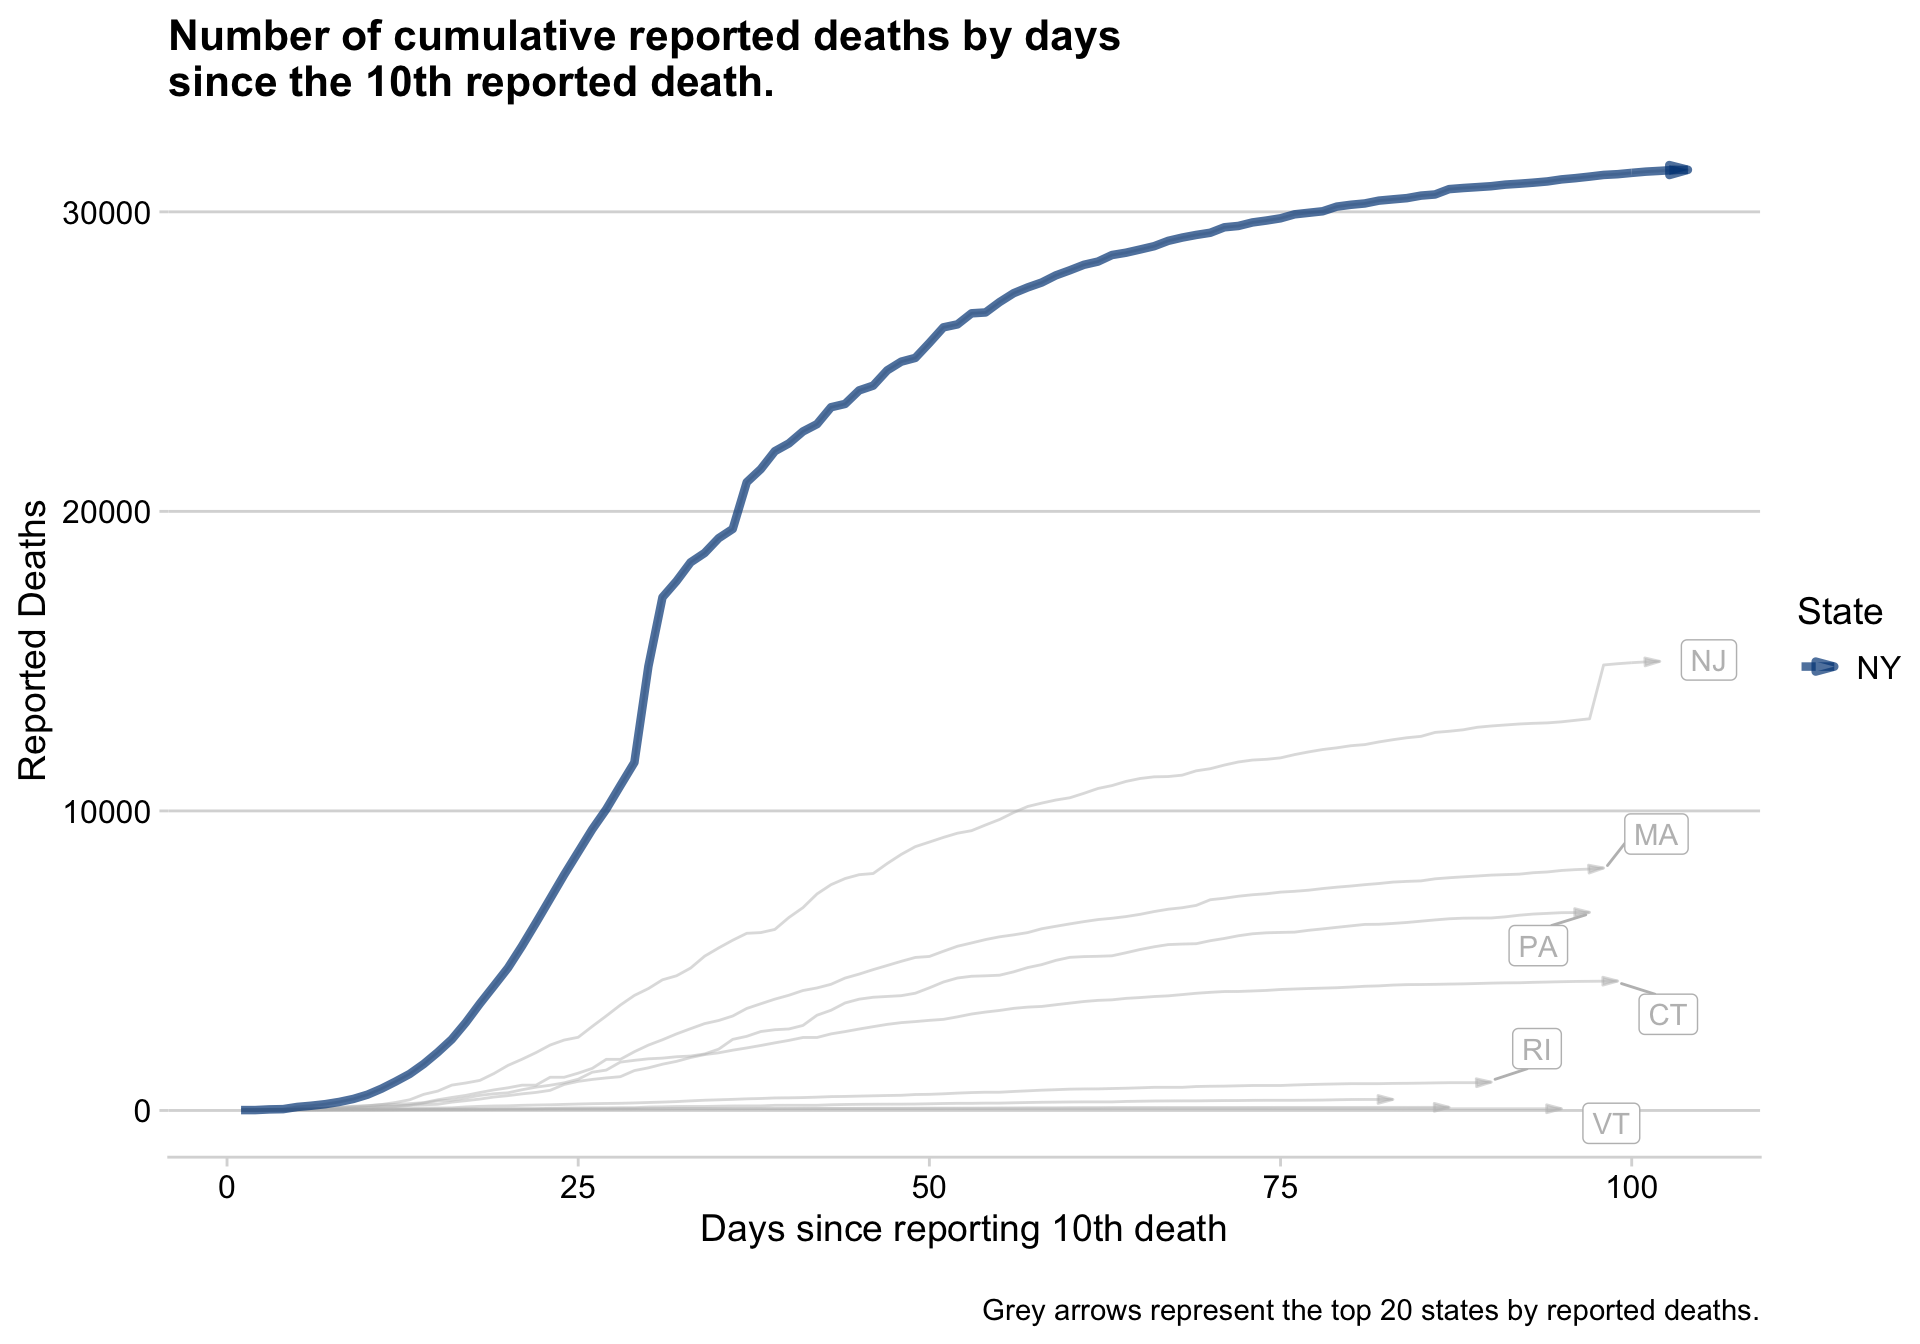 Number of cumulative reported deaths by days
since the 10th reported death.
30000
20000
10000
0
Reported Deaths
NJ
MA
PA
CT
RI
VT
State
NY
0 25 50 75 100
Days since reporting 10th death
Grey arrows represent the top 20 states by reported deaths.